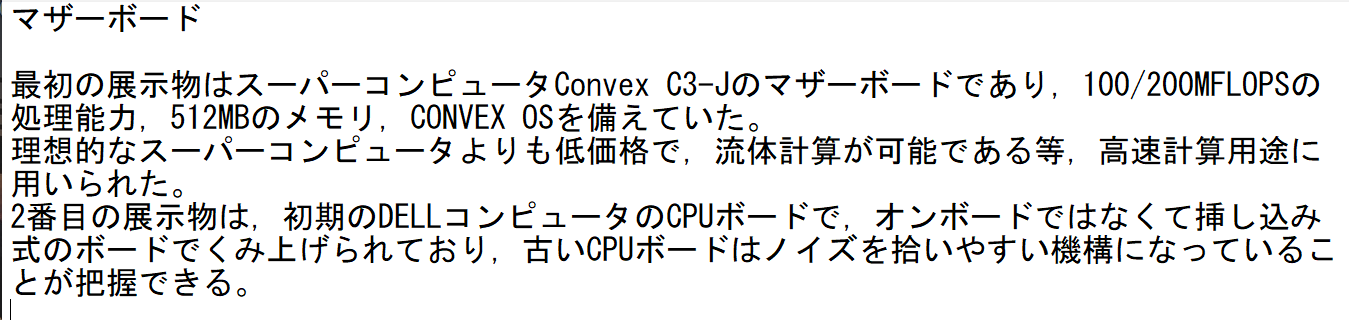 マザーボード
最初の展示物はスーパーコンピュータConvex C3-Jのマザーボードであり, 100/200MFLOPSの
処理能力, 512MBのメモリ, CONVEX OSを備えていた。
理想的なスーパーコンピュータよりも低価格で, 流体計算が可能である等, 高速計算用途に
用いられた。
2番目の展示物は, 初期のDELLコンピュータのCPUボードで, オンボードではなくて挿し込み
式のボードでくみ上げられており, 古いCPUボードはノイズを拾いやすい機構になっているこ
とが把握できる。